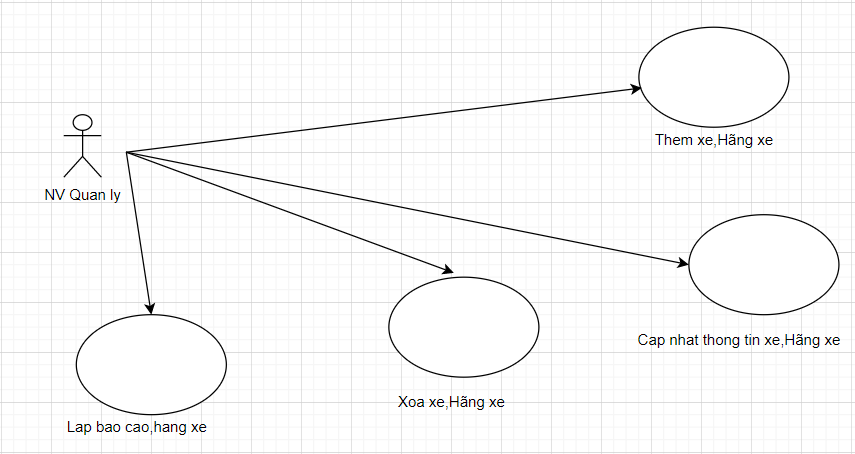 Them xe,Hãng xe
NV Quan ly
Cap nhat thong tin xe,Hãng xe
Xoa xe,Hãng xe
Lap bao cao,hang xe